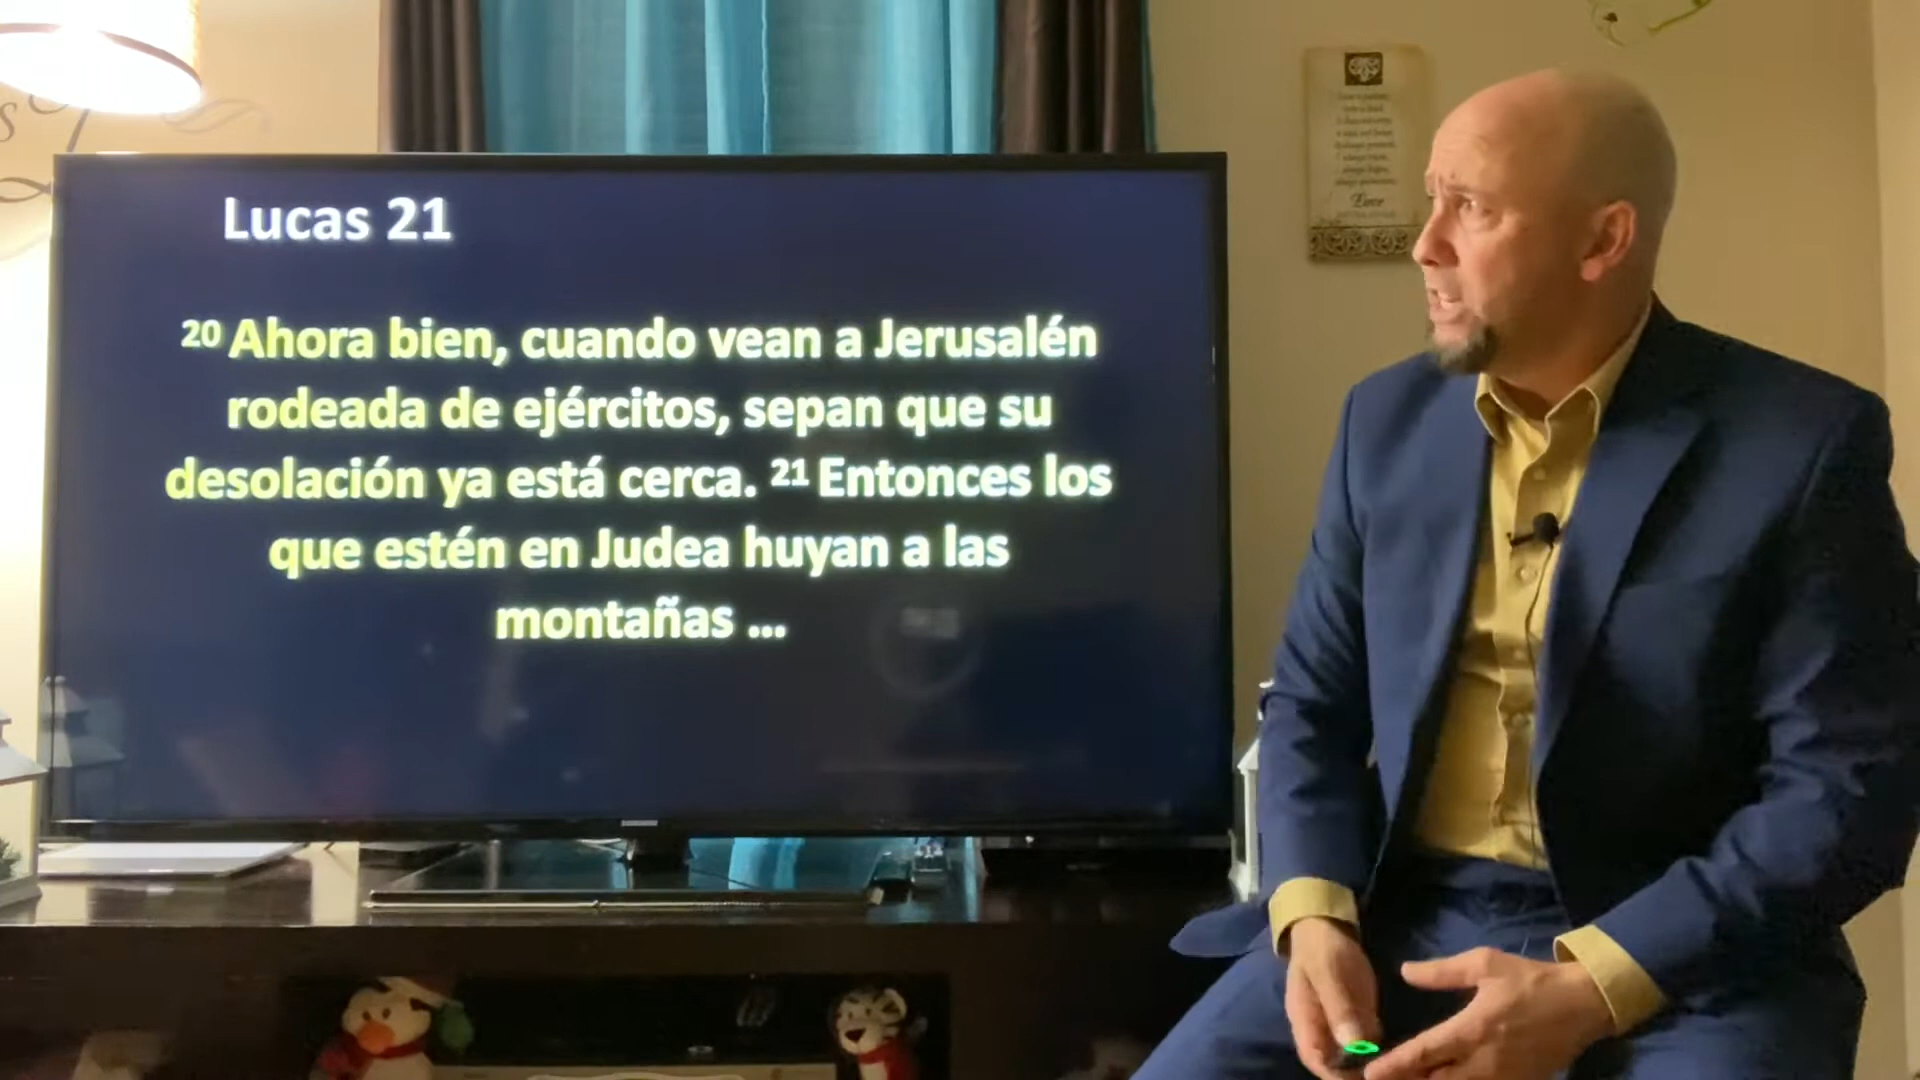 Lucas 21
20 Ahora bien, cuando vean a Jerusalén
rodeada de ejércitos, sepan que su
desolación ya está cerca. 21 Entonces los
que estén en Judea huyan a las
montañas ...